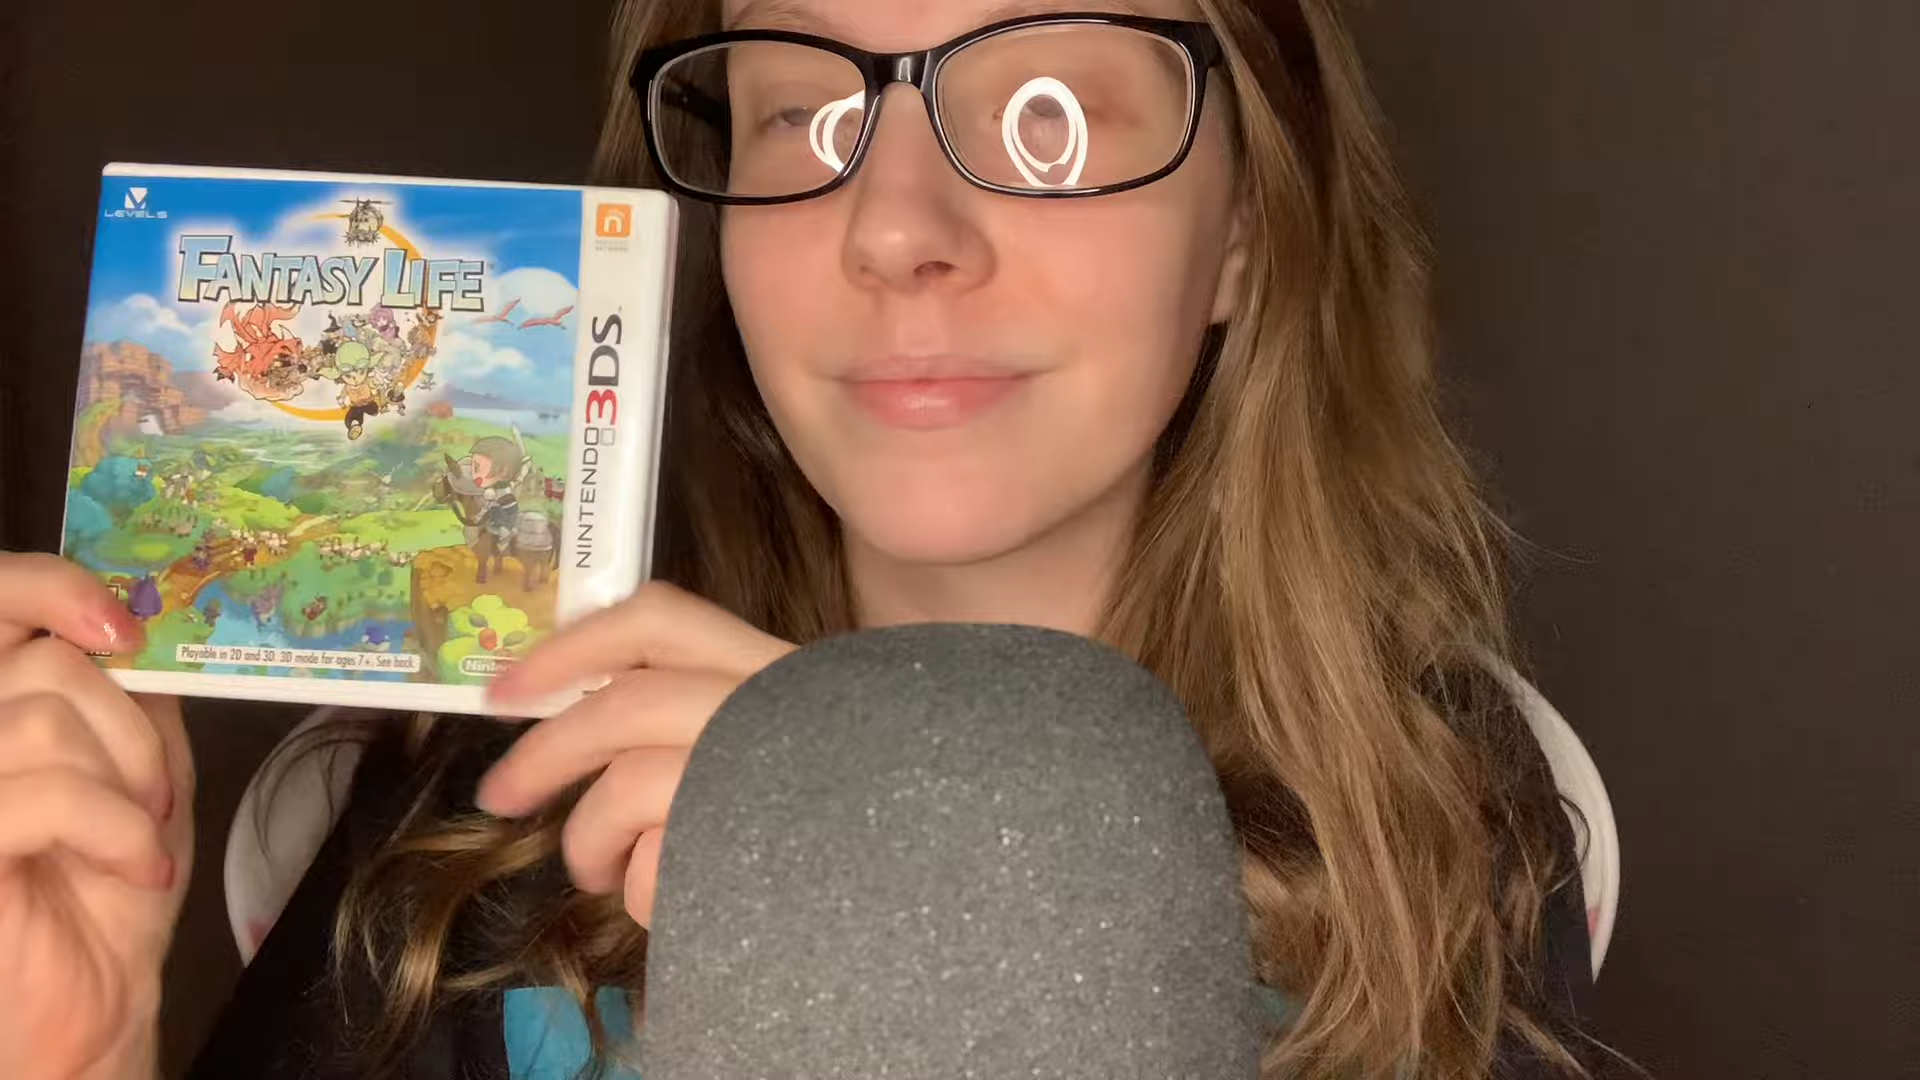 LEVEL5
FANTASY LIFE
NINTENDO 3DS
Playable in 2D and 3D. 3D mode for ages 7+. See back.